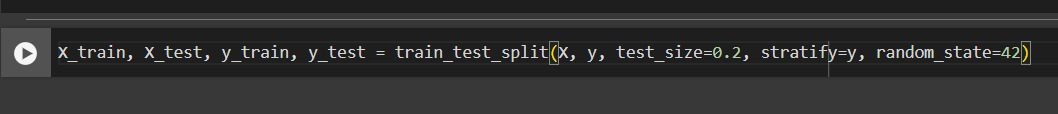 X_train, X_test, y_train, y_test = train_test_split(X, y, test_size=0.2, stratify=y, random_state=42)